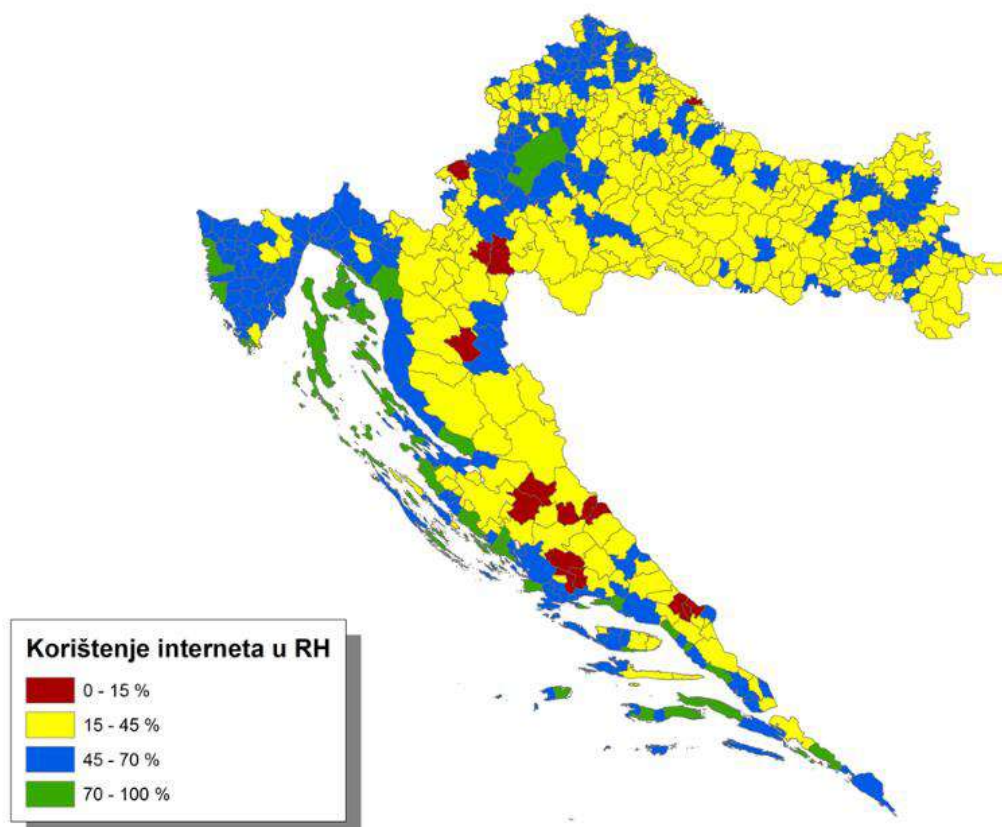 Korištenje interneta u RH
0 - 15 %
15 - 45 %
45 - 70 %
70 - 100 %